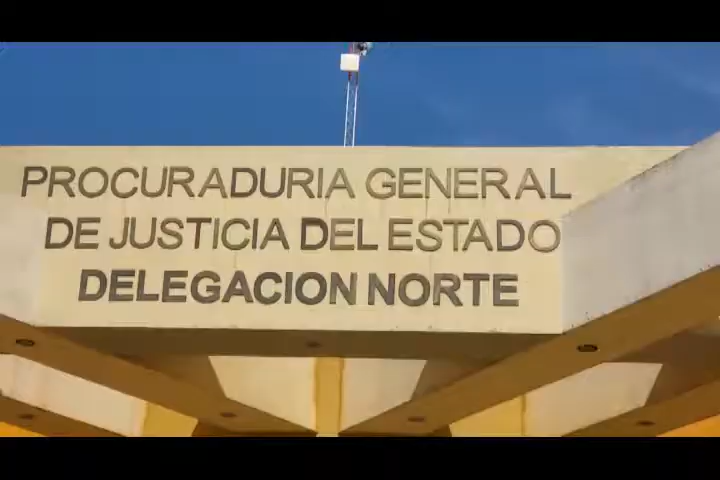 PROCURADURIA GENERAL
DE JUSTICIA DEL ESTADO
DELEGACION NORTE